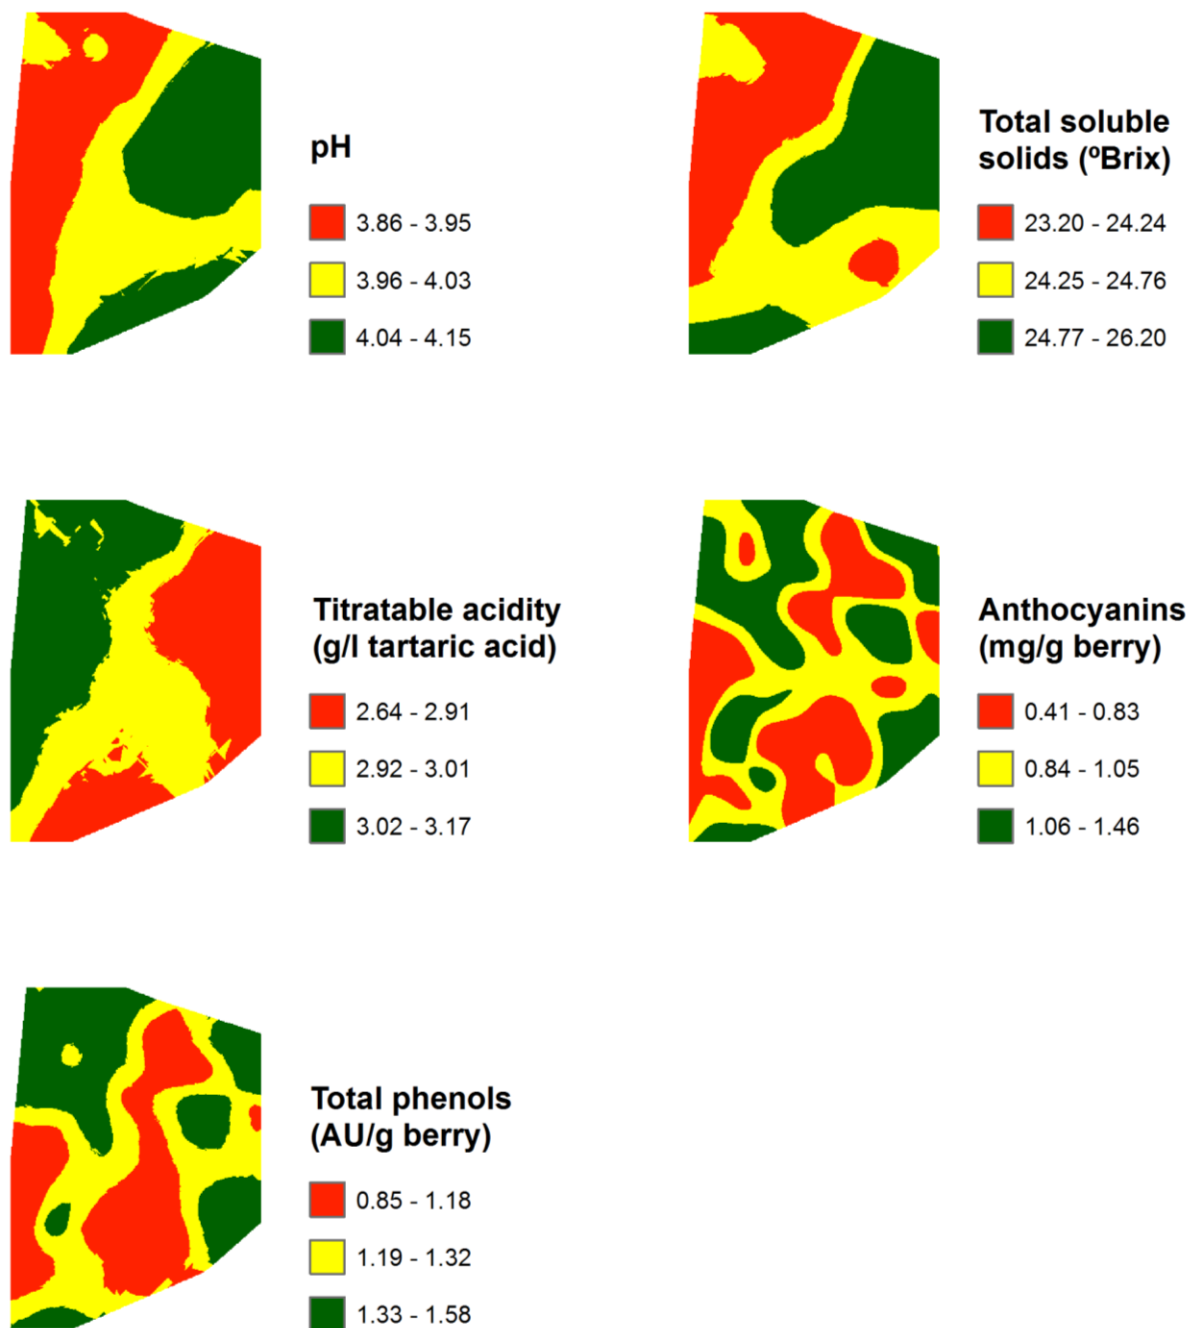 pH
3.86 - 3.95
3.96 - 4.03
4.04 - 4.15
Total soluble
solids (ºBrix)
23.20 - 24.24
24.25 - 24.76
24.77 - 26.20
Titratable acidity
(g/l tartaric acid)
2.64 - 2.91
2.92 - 3.01
3.02 - 3.17
Anthocyanins
(mg/g berry)
0.41 - 0.83
0.84 - 1.05
1.06 - 1.46
Total phenols
(AU/g berry)
0.85 - 1.18
1.19 - 1.32
1.33 - 1.58